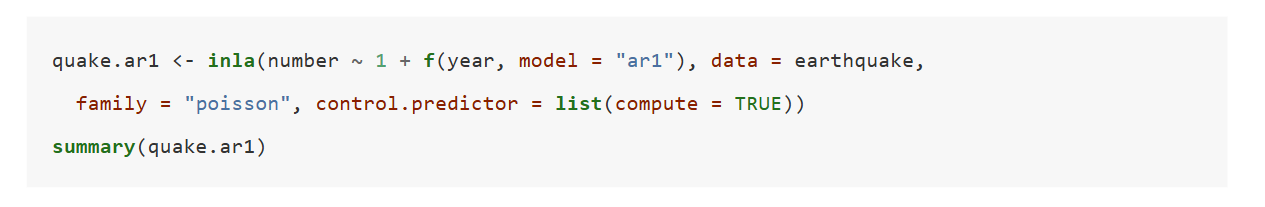 quake.ar1 <- inla(number ~ 1 + f(year, model = "ar1"), data = earthquake,
  family = "poisson", control.predictor = list(compute = TRUE))
summary(quake.ar1)